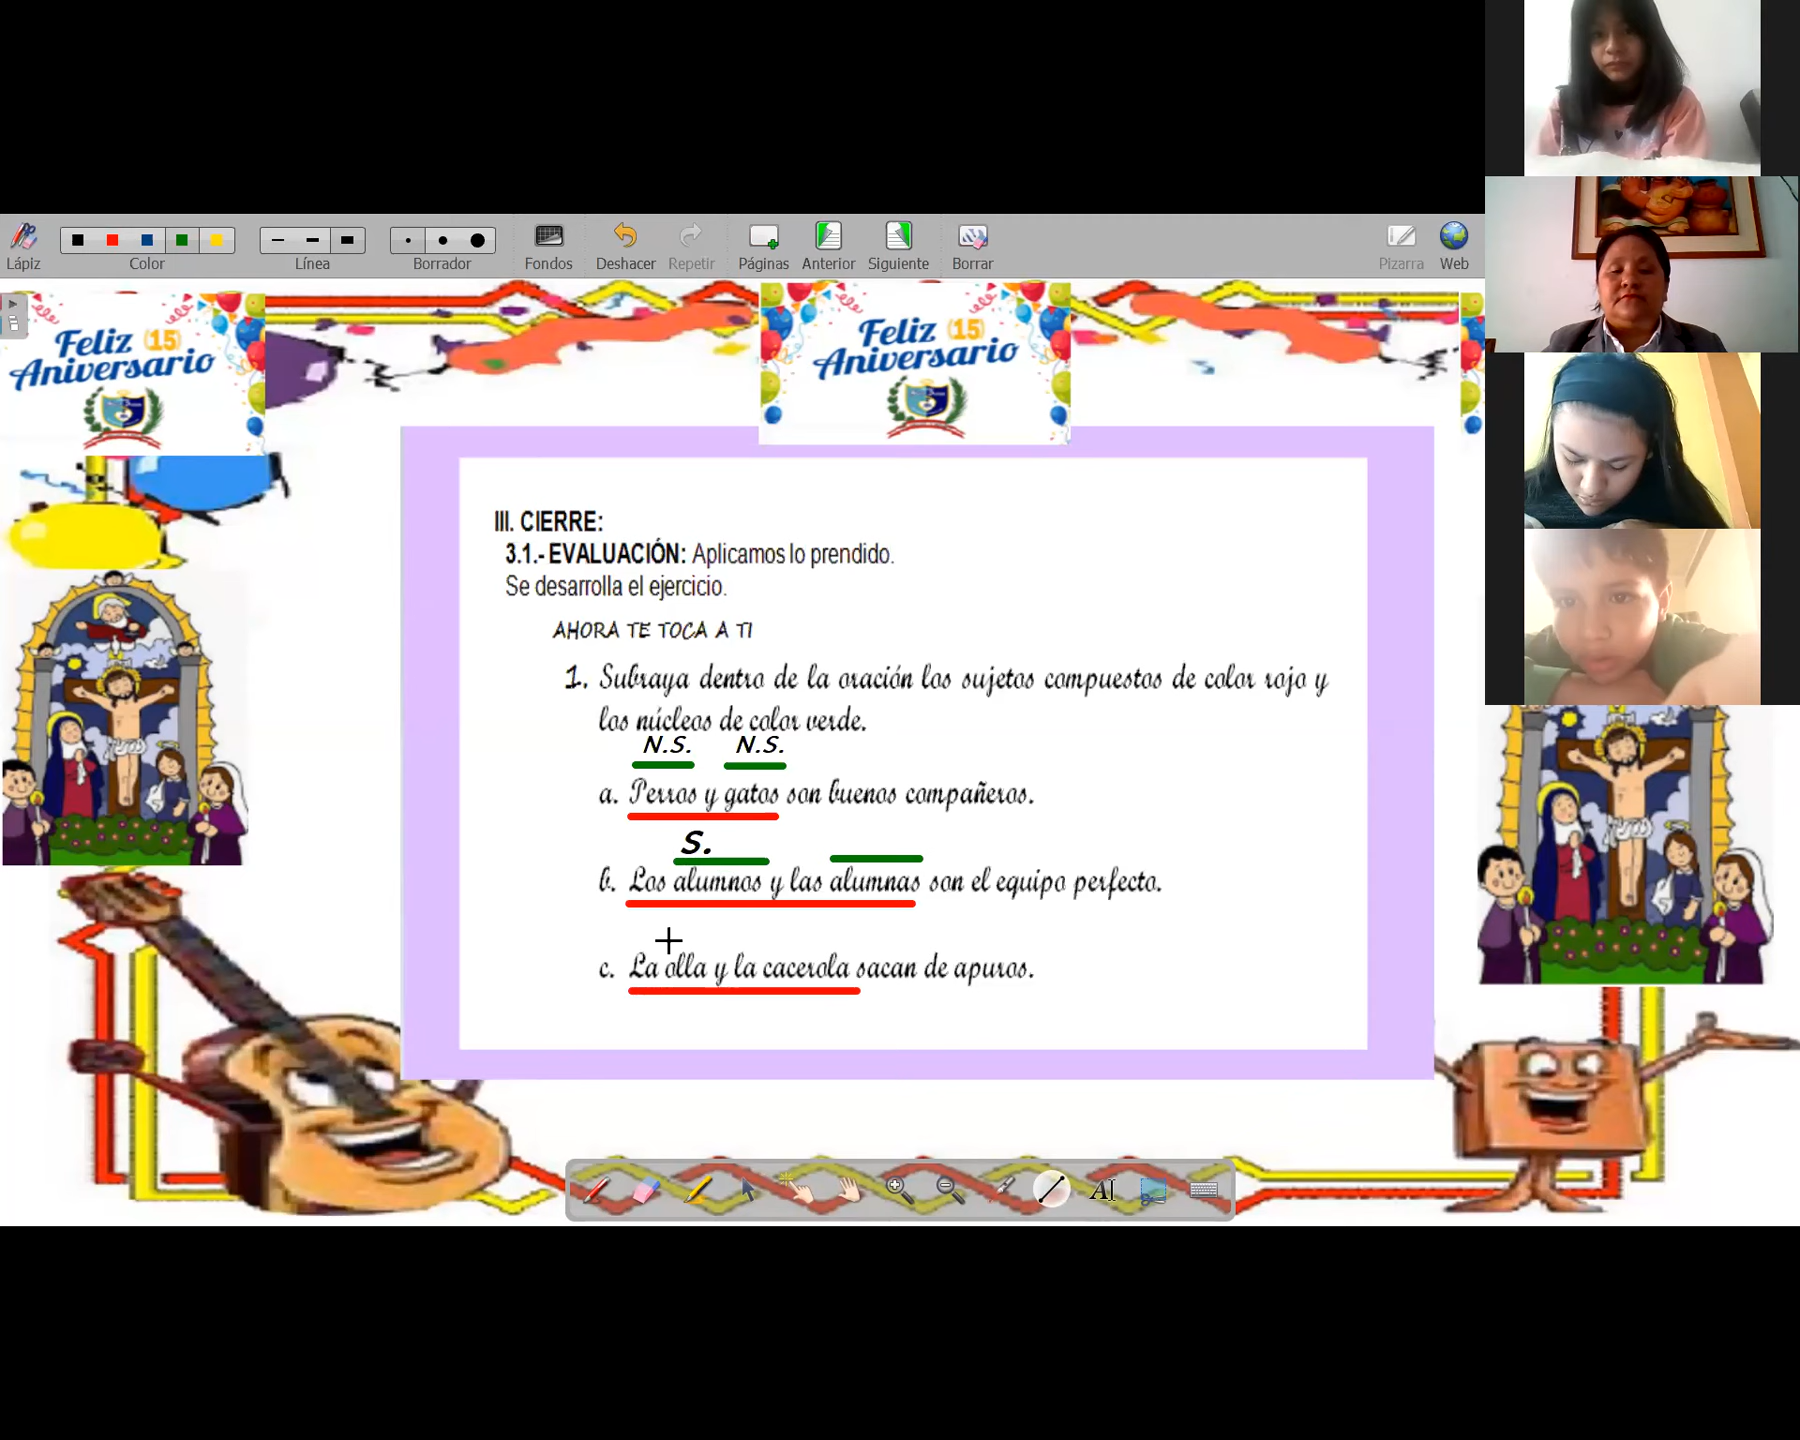 Lápiz
Color
Línea
Borrador
Fondos
Deshacer
Repetir
Páginas
Anterior
Siguiente
Borrar
Pizarra
Web
Feliz 15
Aniversario
Feliz 15
Aniversario
III. CIERRE:
3.1.- EVALUACIÓN: Aplicamos lo prendido.
Se desarrolla el ejercicio.
AHORA TE TOCA A TI
1. Subraya dentro de la oración los sujetos compuestos de color rojo y
los núcleos de color verde.
N.S. N.S.
a. Perros y gatos son buenos compañeros.
S.
b. Los alumnos y las alumnas son el equipo perfecto.
c. La olla y la cacerola sacan de apuros.
AI